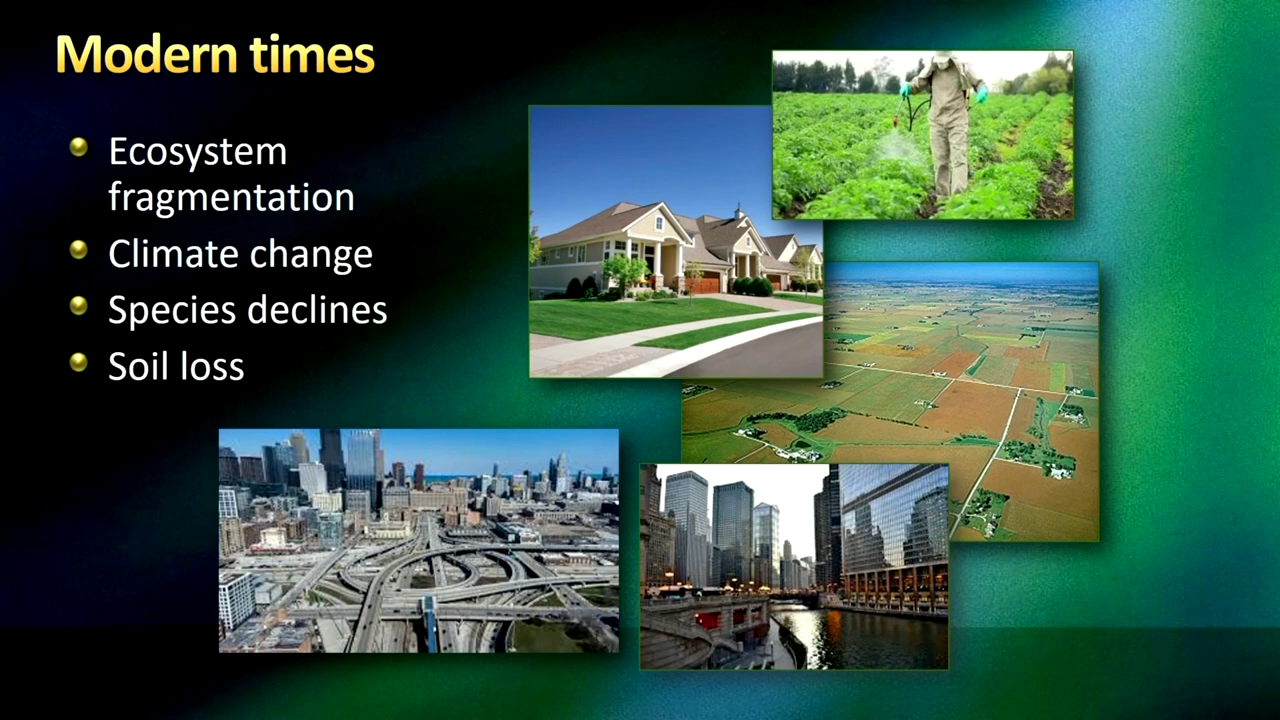 Modern times
Ecosystem
fragmentation
Climate change
Species declines
Soil loss